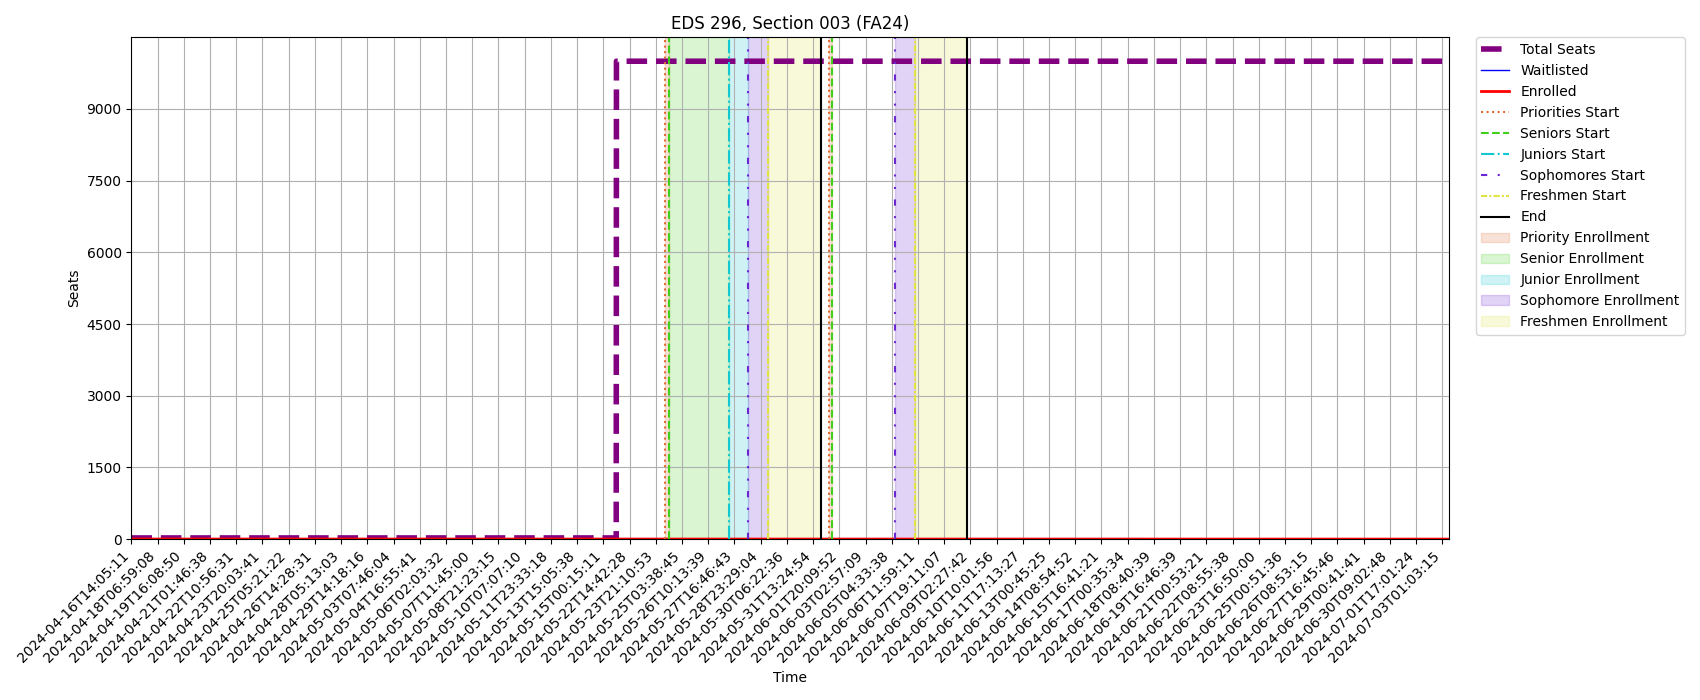 EDS 296, Section 003 (FA24)
Seats
9000
7500
6000
4500
3000
1500
0
2024-04-16T14:05:11
2024-04-18T06:59:08
2024-04-19T16:08:50
2024-04-21T01:46:38
2024-04-22T10:56:31
2024-04-23T20:03:41
2024-04-25T05:21:22
2024-04-26T14:28:31
2024-04-28T05:13:03
2024-04-29T14:18:16
2024-05-03T07:46:04
2024-05-04T16:55:41
2024-05-06T02:03:32
2024-05-07T11:45:00
2024-05-08T21:23:15
2024-05-10T07:07:10
2024-05-11T23:33:18
2024-05-13T15:05:38
2024-05-15T00:15:11
2024-05-22T14:42:28
2024-05-23T21:10:53
2024-05-25T03:38:45
2024-05-26T10:13:39
2024-05-27T16:46:43
2024-05-28T23:29:04
2024-05-30T06:22:36
2024-05-31T13:24:54
2024-06-01T20:09:52
2024-06-03T02:57:09
2024-06-05T04:33:38
2024-06-06T11:59:11
2024-06-07T19:11:07
2024-06-09T02:27:42
2024-06-10T10:01:56
2024-06-11T17:13:27
2024-06-13T00:45:25
2024-06-14T08:54:52
2024-06-15T16:41:21
2024-06-17T00:35:34
2024-06-18T08:40:39
2024-06-19T16:46:39
2024-06-21T00:53:21
2024-06-22T08:55:38
2024-06-23T16:50:00
2024-06-25T00:51:36
2024-06-26T08:53:15
2024-06-27T16:45:46
2024-06-29T00:41:41
2024-06-30T09:02:48
2024-07-01T17:01:24
2024-07-03T01:03:15
Time
Total Seats
Waitlisted
Enrolled
Priorities Start
Seniors Start
Juniors Start
Sophomores Start
Freshmen Start
End
Priority Enrollment
Senior Enrollment
Junior Enrollment
Sophomore Enrollment
Freshmen Enrollment